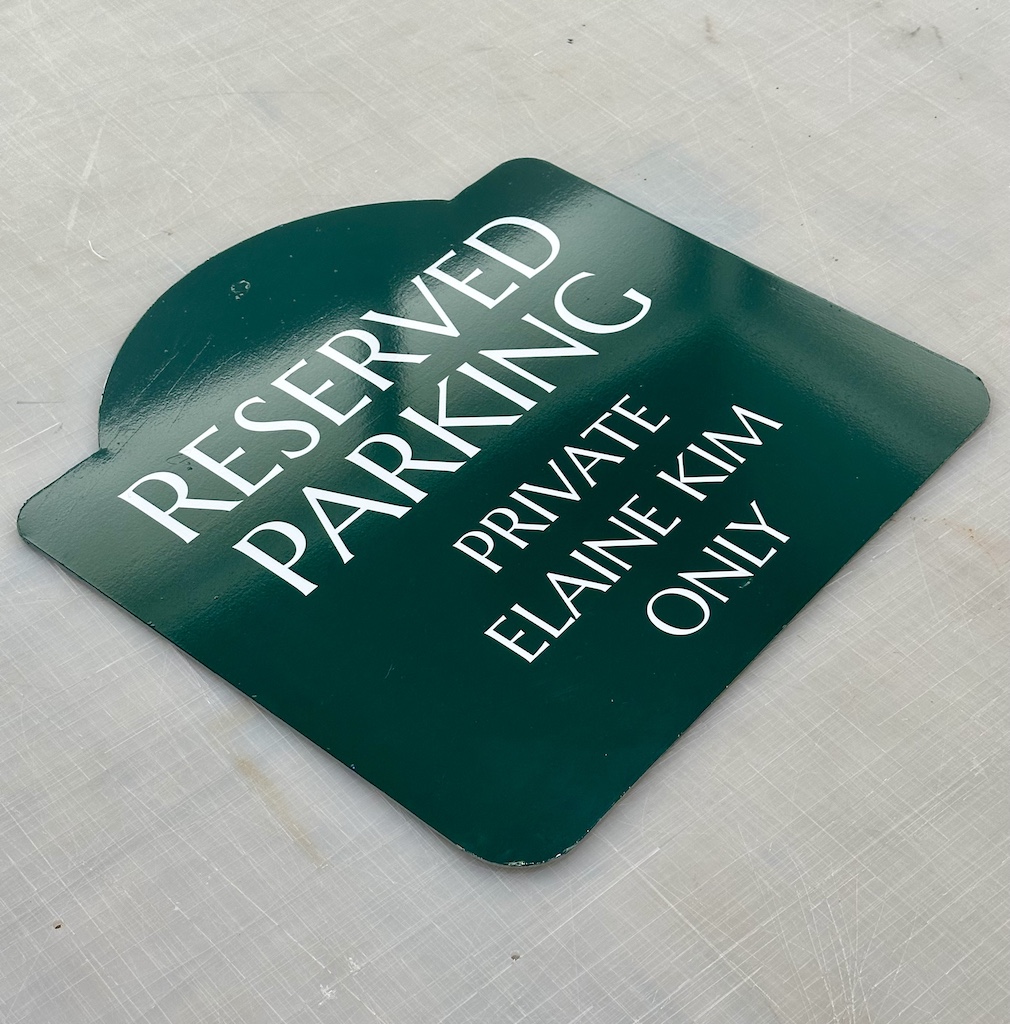 RESERVED
PARKING
PRIVATE
ELAINE KIM
ONLY